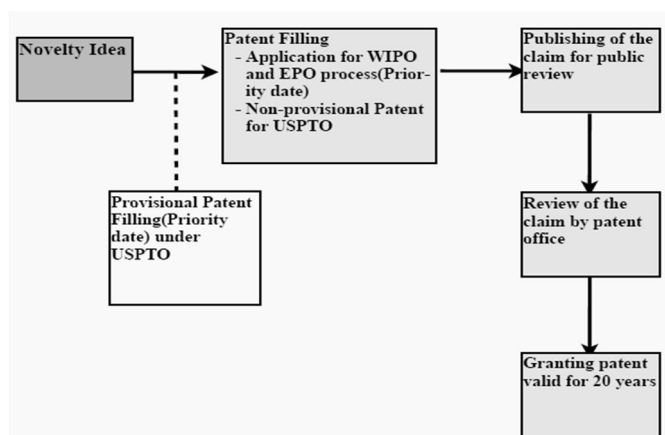 Novelty Idea
Patent Filling
- Application for WIPO
and EPO process(Prior-
ity date)
- Non-provisional Patent
for USPTO
Publishing of the
claim for public
review
Provisional Patent
Filling(Priority
date) under
USPTO
Review of the
claim by patent
office
Granting patent
valid for 20 years